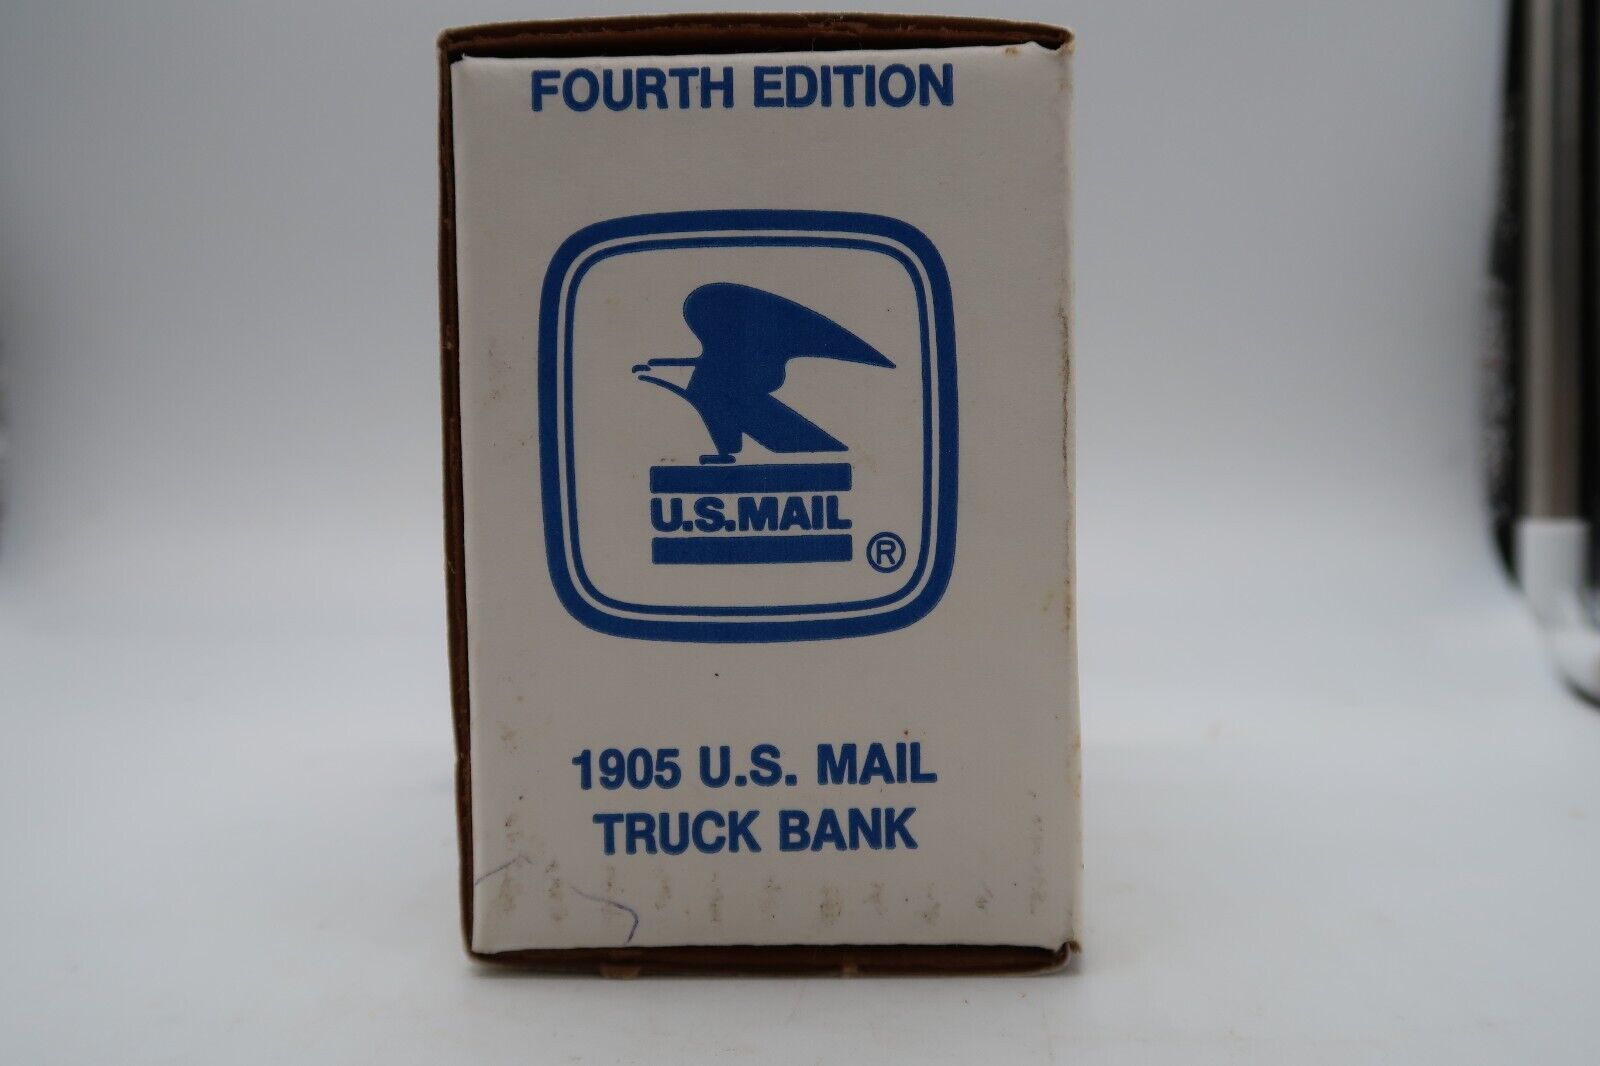 FOURTH EDITION
U.S.MAIL
®
1905 U.S. MAIL
TRUCK BANK